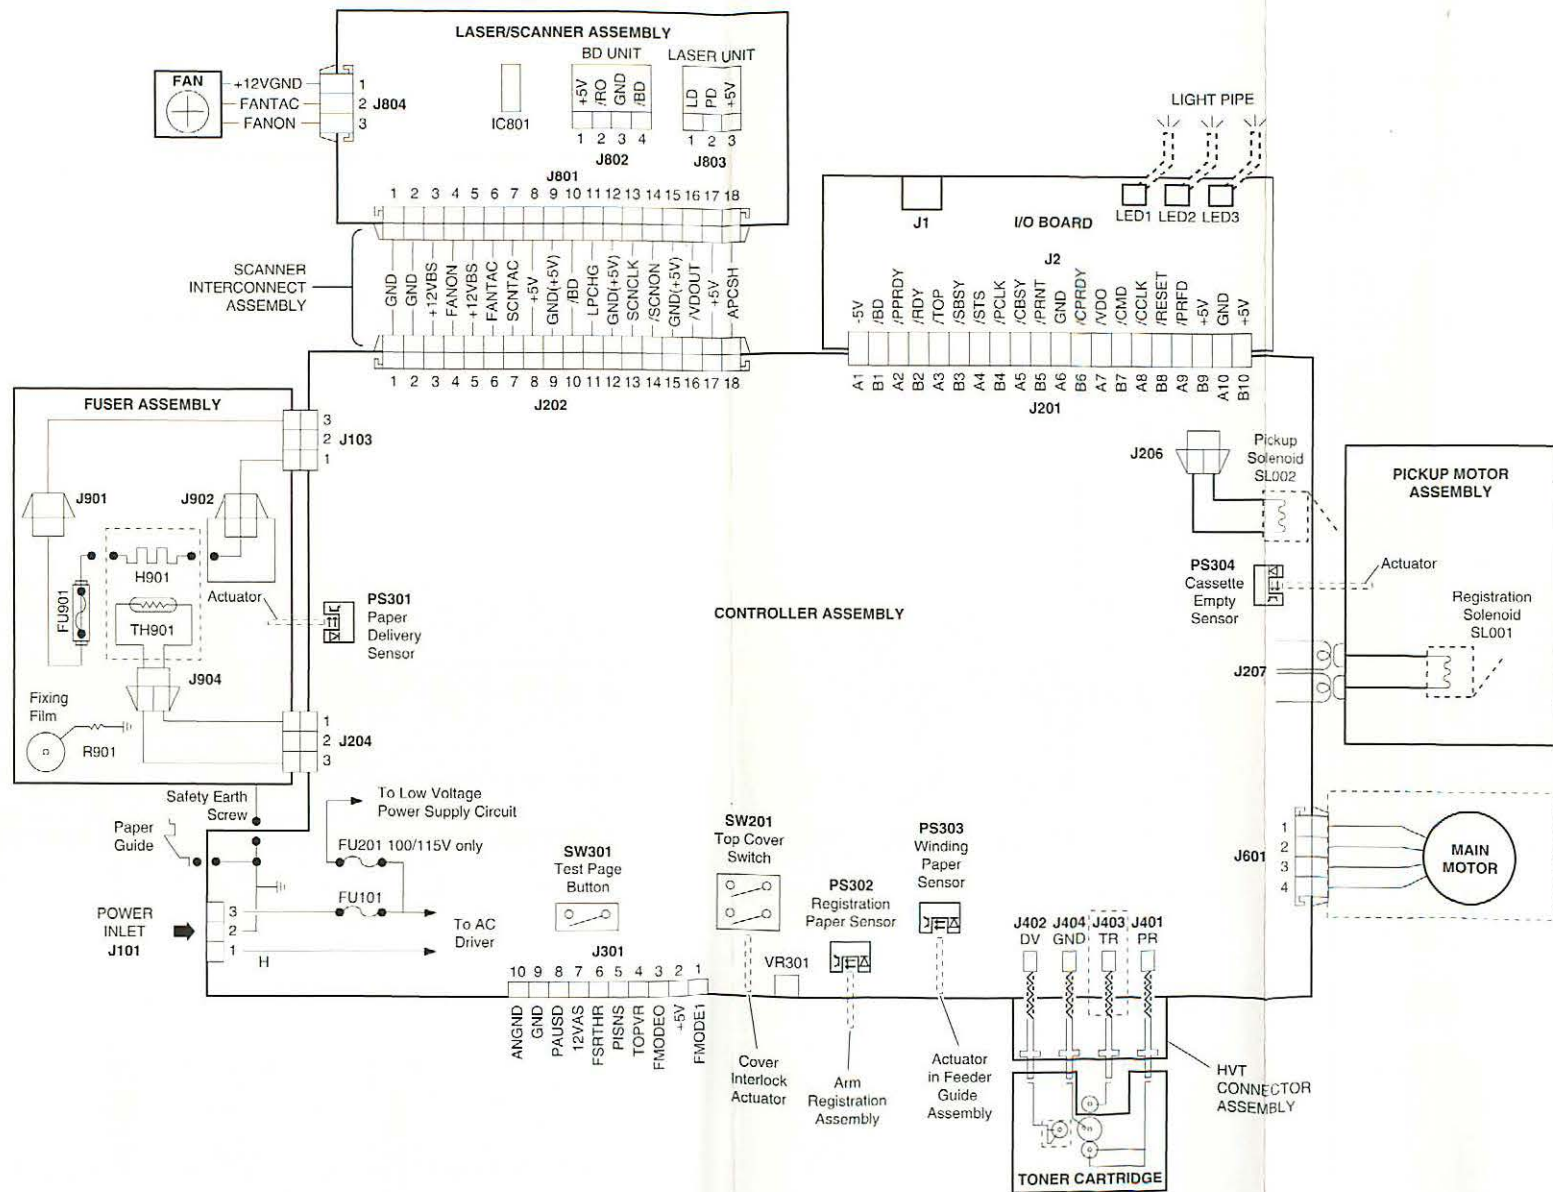 LASER/SCANNER ASSEMBLY
BD UNIT
LASER UNIT
+5V
/RO
GND
/BD
LD
PD
+5V
1 2 3 4
1 2 3
IC801
J802
J803
J801
FAN
+12VGND
FANTAC
FANON
1
2
3
J804
1 2 3 4 5 6 7 8 9 10 11 12 13 14 15 16 17 18
SCANNER
INTERCONNECT
ASSEMBLY
GND
GND
+12VBS
FANON
+12VBS
FANTAC
SCNTAC
+5V
GND(+5V)
/BD
LPCHG
GND(+5V)
SCNCLK
/SCNON
GND(+5V)
/VDOUT
+5V
APCSH
1 2 3 4 5 6 7 8 9 10 11 12 13 14 15 16 17 18
J202
LIGHT PIPE
LED1 LED2 LED3
J1
I/O BOARD
J2
-5V
/BD
/PPRDY
/RDY
/TOP
/SBSY
/STS
/PCLK
/CBSY
/PRNT
GND
/CPRDY
/VDO
/CMD
/CCLK
/RESET
/PRFD
+5V
GND
+5V
A1 B1 A2 B2 A3 B3 A4 B4 A5 B5 A6 B6 A7 B7 A8 B8 A9 B9 A10 B10
J201
FUSER ASSEMBLY
3
2
1
J103
J901
J902
H901
FU901
TH901
J904
Actuator
PS301
Paper
Delivery
Sensor
Fixing
Film
R901
1
2
3
J204
CONTROLLER ASSEMBLY
J206
Pickup
Solenoid
SL002
PICKUP MOTOR
ASSEMBLY
PS304
Cassette
Empty
Sensor
Actuator
Registration
Solenoid
SL001
J207
Safety Earth
Screw
Paper
Guide
To Low Voltage
Power Supply Circuit
FU201 100/115V only
FU101
POWER
INLET
J101
3
2
1
H
To AC
Driver
SW301
Test Page
Button
J301
10 9 8 7 6 5 4 3 2 1
ANGND
GND
PAUSD
12VAS
FSRTHR
PISNS
TOPVR
FMODEO
+5V
FMODE1
SW201
Top Cover
Switch
VR301
PS302
Registration
Paper Sensor
PS303
Winding
Paper
Sensor
Cover
Interlock
Actuator
Arm
Registration
Assembly
Actuator
in Feeder
Guide
Assembly
J402 J404 J403 J401
DV GND TR PR
HVT
CONNECTOR
ASSEMBLY
TONER CARTRIDGE
J601
1
2
3
4
MAIN
MOTOR